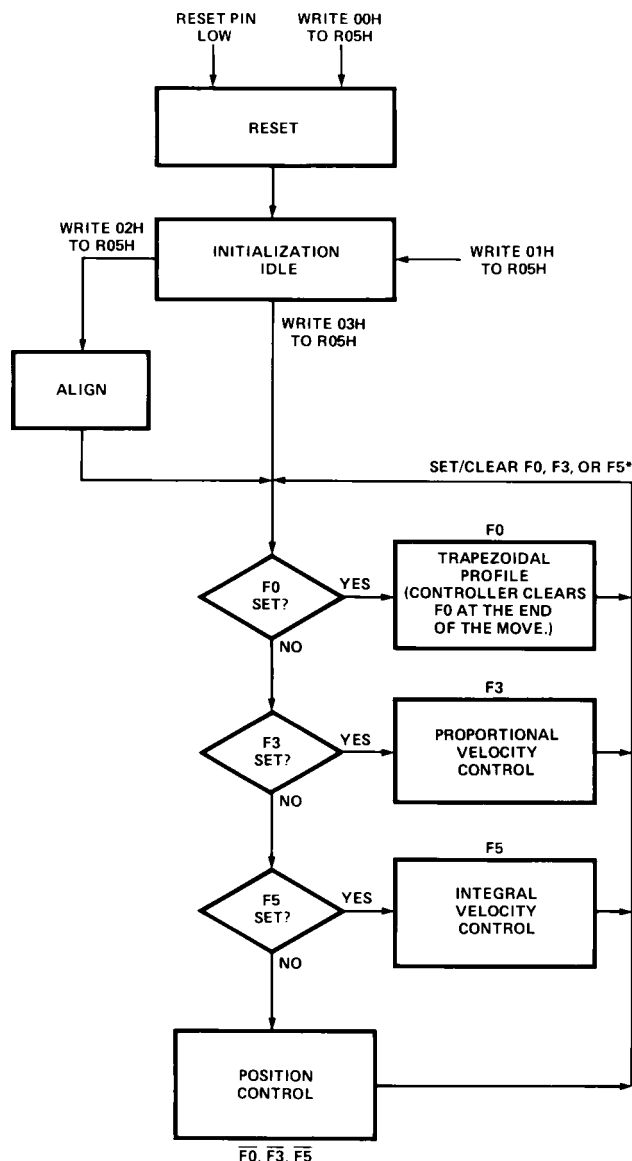 RESET PIN
LOW
WRITE 00H
TO R05H
RESET
WRITE 02H
TO R05H
INITIALIZATION
IDLE
WRITE 01H
TO R05H
WRITE 03H
TO R05H
ALIGN
SET/CLEAR F0, F3, OR F5*
F0
SET?
YES
NO
F0
TRAPEZOIDAL
PROFILE
(CONTROLLER CLEARS
F0 AT THE END
OF THE MOVE.)
F3
SET?
YES
NO
F3
PROPORTIONAL
VELOCITY
CONTROL
F5
SET?
YES
NO
F5
INTEGRAL
VELOCITY
CONTROL
POSITION
CONTROL
F̅0̅, F̅3̅, F̅5̅